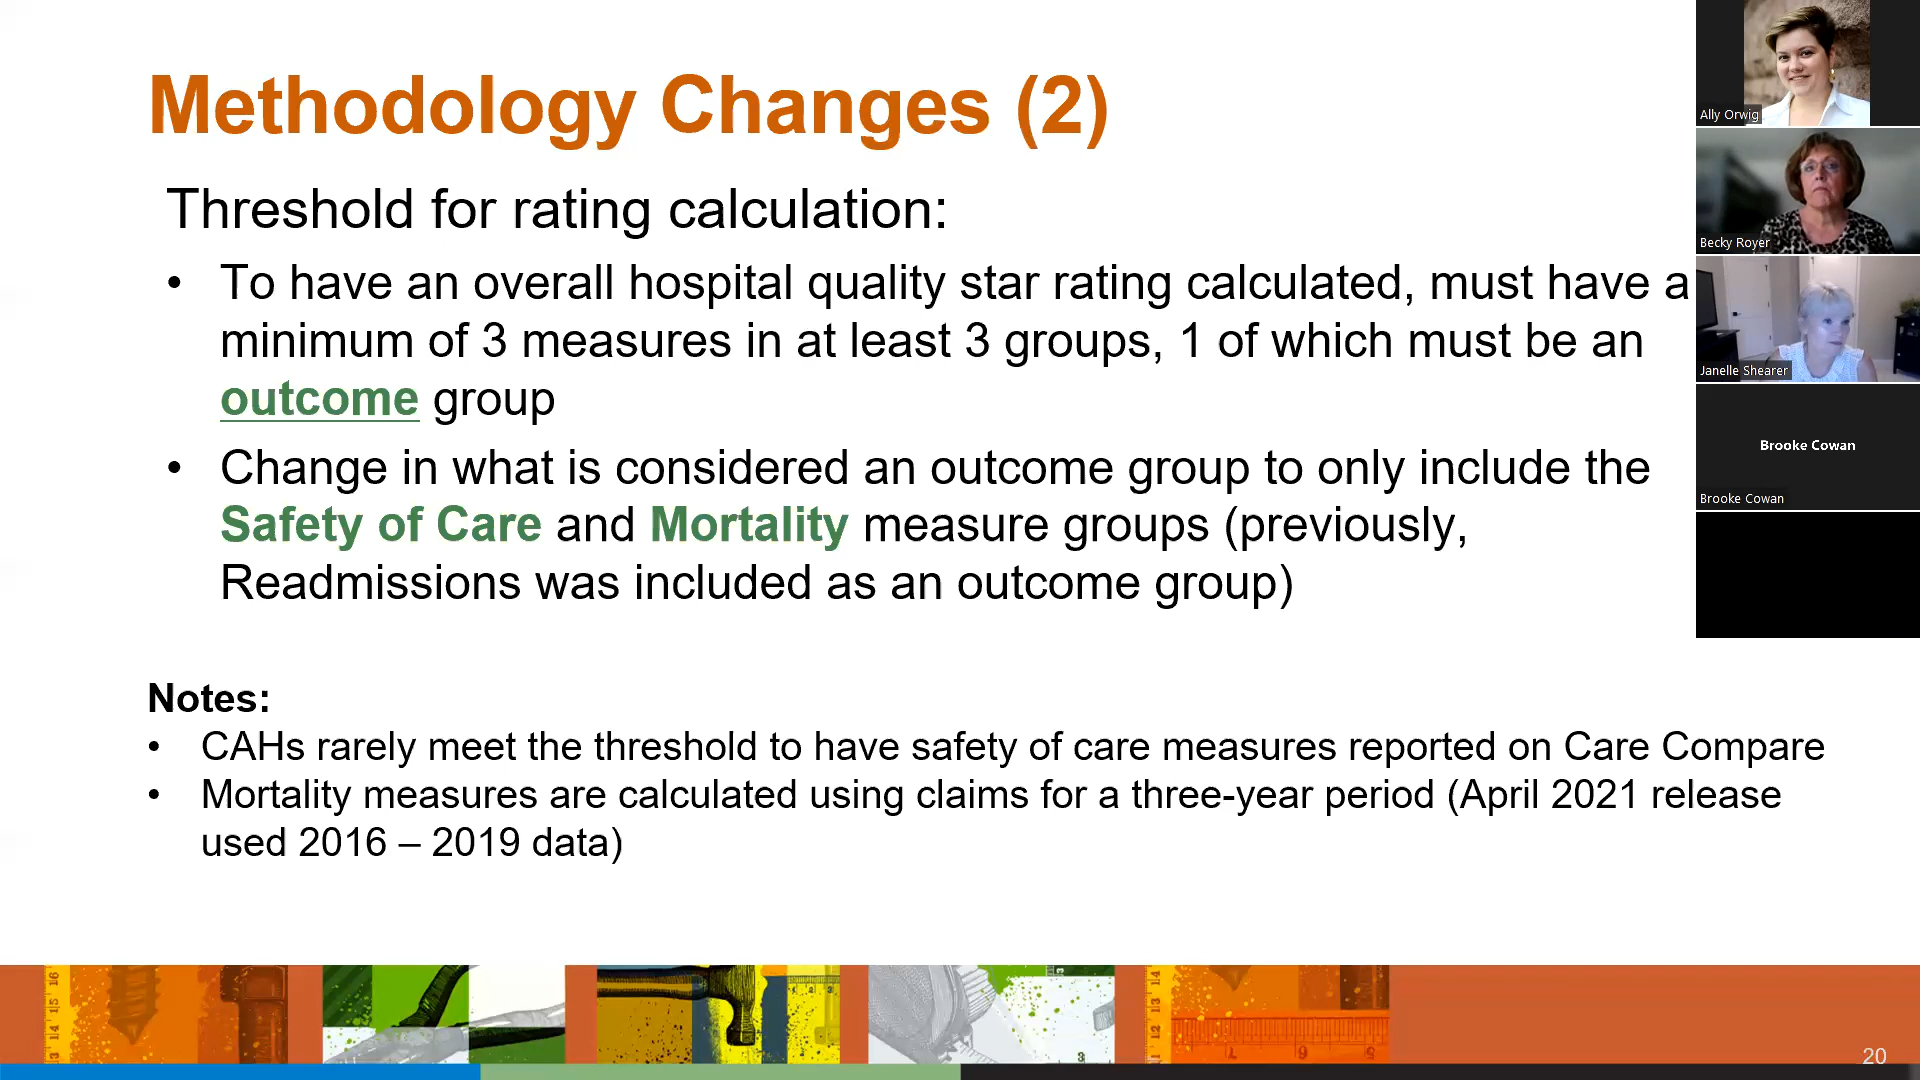 Methodology Changes (2)
Threshold for rating calculation:
• To have an overall hospital quality star rating calculated, must have a
minimum of 3 measures in at least 3 groups, 1 of which must be an
outcome group
• Change in what is considered an outcome group to only include the
Safety of Care and Mortality measure groups (previously,
Readmissions was included as an outcome group)
Notes:
• CAHs rarely meet the threshold to have safety of care measures reported on Care Compare
• Mortality measures are calculated using claims for a three-year period (April 2021 release
used 2016 – 2019 data)
20
Ally Orwig
Becky Royer
Janelle Shearer
Brooke Cowan
Brooke Cowan